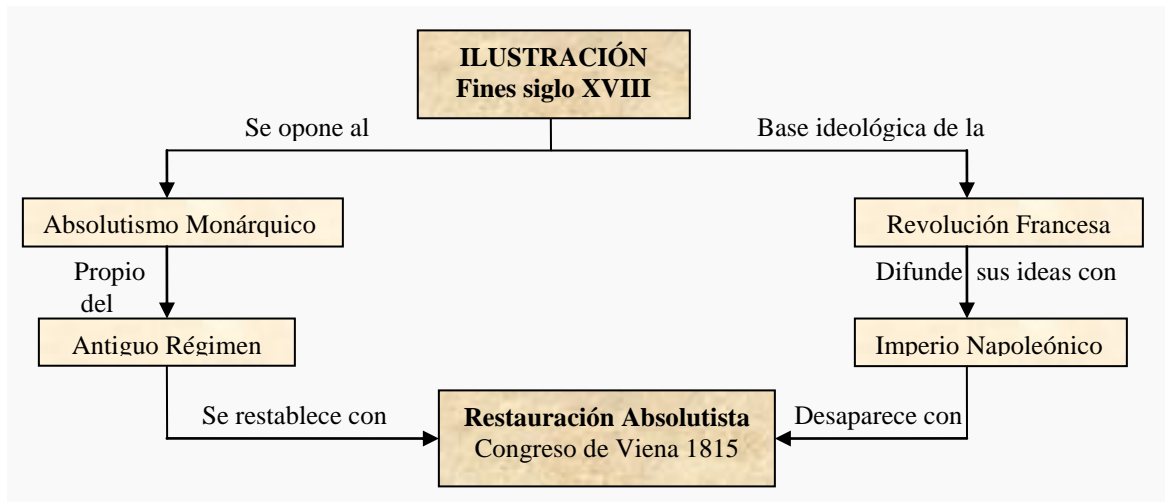 ILUSTRACIÓN
Fines siglo XVIII
Se opone al
Base ideológica de la
Absolutismo Monárquico
Revolución Francesa
Propio
del
Difunde sus ideas con
Antiguo Régimen
Imperio Napoleónico
Se restablece con
Restauración Absolutista
Congreso de Viena 1815
Desaparece con